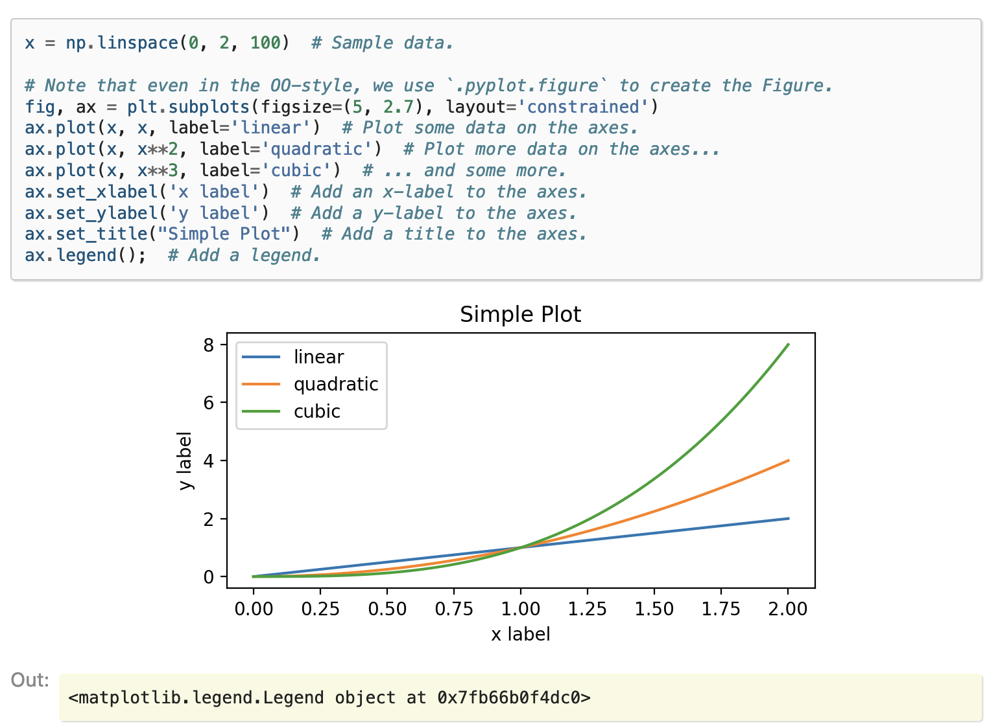 x = np.linspace(0, 2, 100)  # Sample data.

# Note that even in the OO-style, we use `.pyplot.figure` to create the Figure.
fig, ax = plt.subplots(figsize=(5, 2.7), layout='constrained')
ax.plot(x, x, label='linear')  # Plot some data on the axes.
ax.plot(x, x**2, label='quadratic')  # Plot more data on the axes...
ax.plot(x, x**3, label='cubic')  # ... and some more.
ax.set_xlabel('x label')  # Add an x-label to the axes.
ax.set_ylabel('y label')  # Add a y-label to the axes.
ax.set_title("Simple Plot")  # Add a title to the axes.
ax.legend();  # Add a legend.
Simple Plot
linear
quadratic
cubic
y label
8
6
4
2
0
0.00 0.25 0.50 0.75 1.00 1.25 1.50 1.75 2.00
x label
Out:
<matplotlib.legend.Legend object at 0x7fb66b0f4dc0>